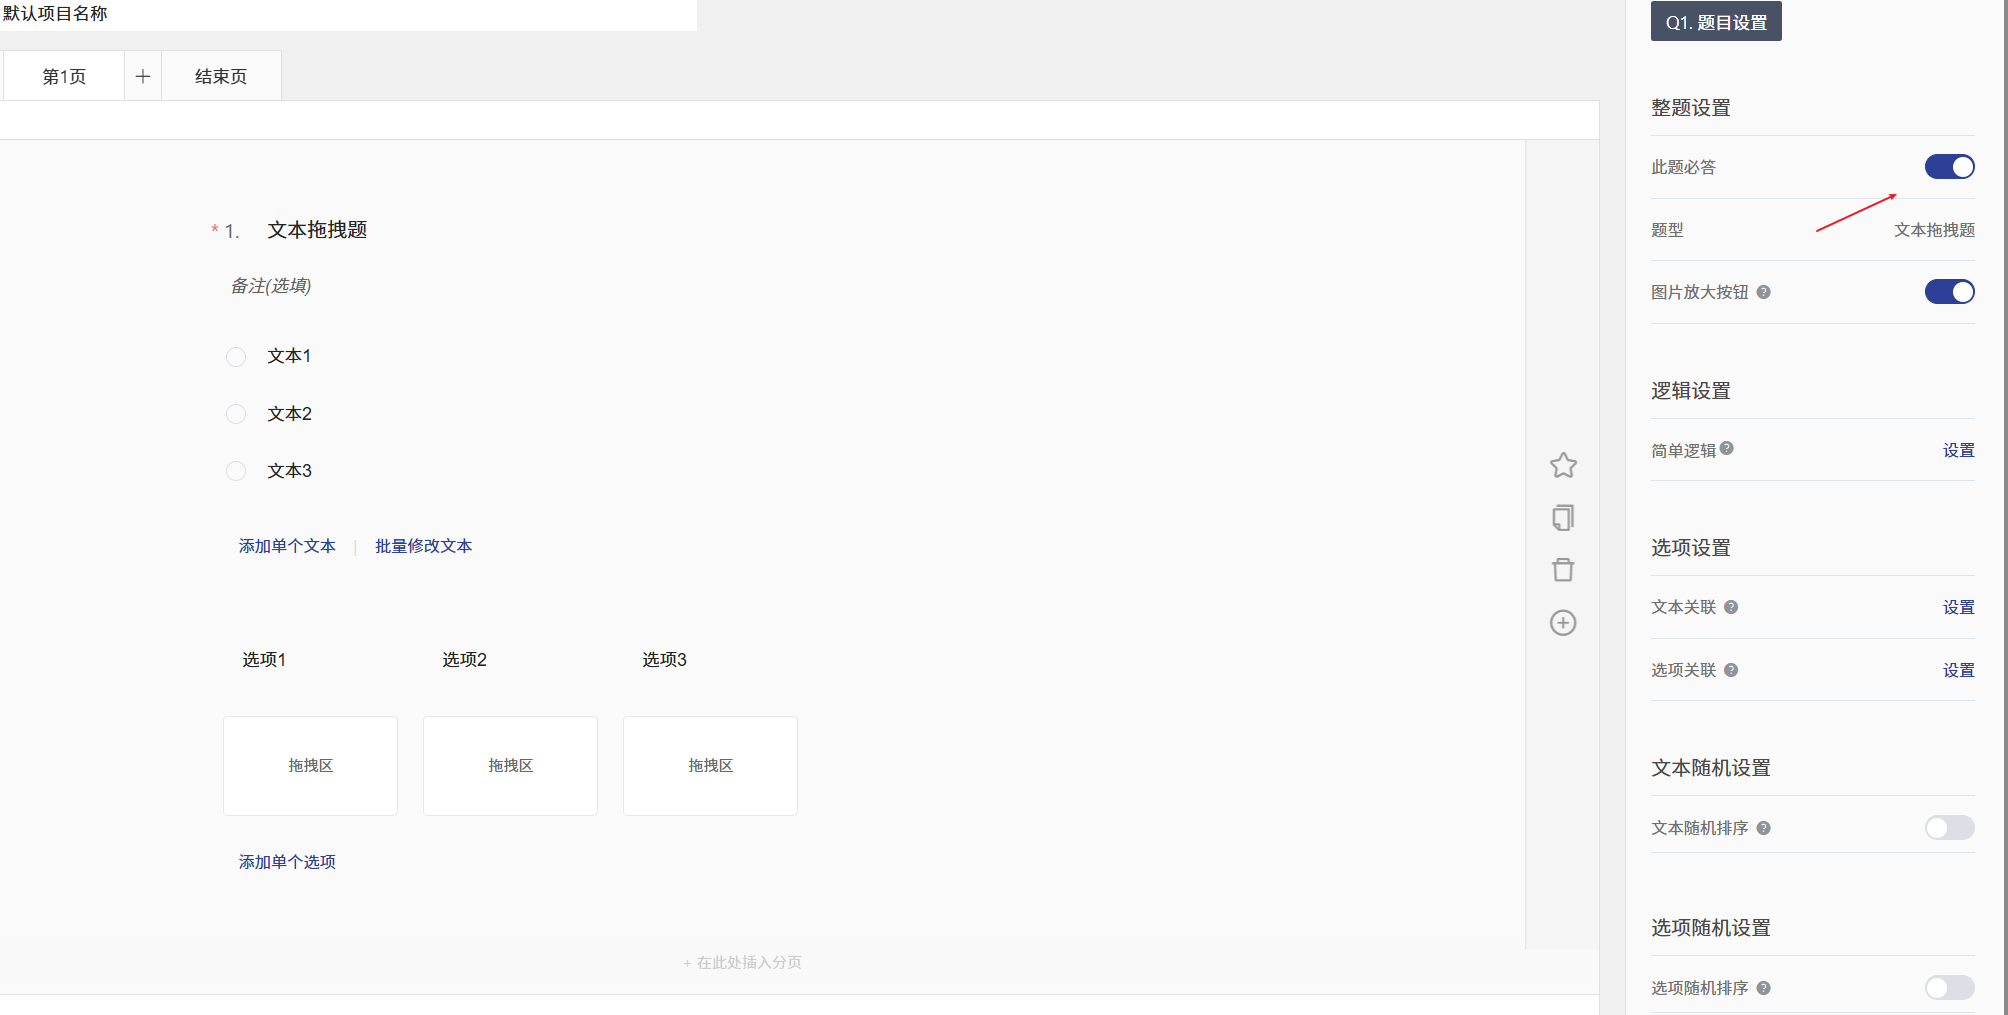 默认项目名称
第1页
结束页
* 1. 文本拖拽题
备注(选填)
文本1
文本2
文本3
添加单个文本 | 批量修改文本
选项1 选项2 选项3
拖拽区 拖拽区 拖拽区
添加单个选项
+ 在此处插入分页
Q1. 题目设置
整题设置
此题必答
题型 文本拖拽题
图片放大按钮 ?
逻辑设置
简单逻辑 ? 设置
选项设置
文本关联 ? 设置
选项关联 ? 设置
文本随机设置
文本随机排序 ?
选项随机设置
选项随机排序 ?